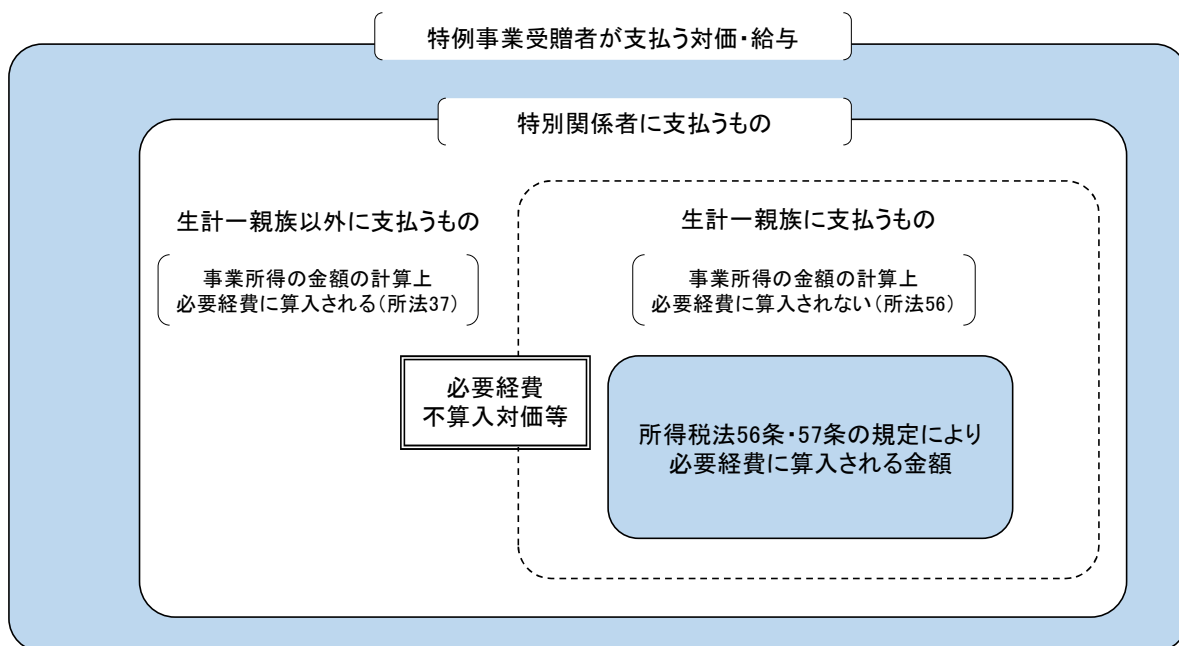 特例事業受贈者が支払う対価・給与
特別関係者に支払うもの
生計一親族以外に支払うもの
事業所得の金額の計算上
必要経費に算入される(所法37)
生計一親族に支払うもの
事業所得の金額の計算上
必要経費に算入されない(所法56)
必要経費
不算入対価等
所得税法56条・57条の規定により
必要経費に算入される金額